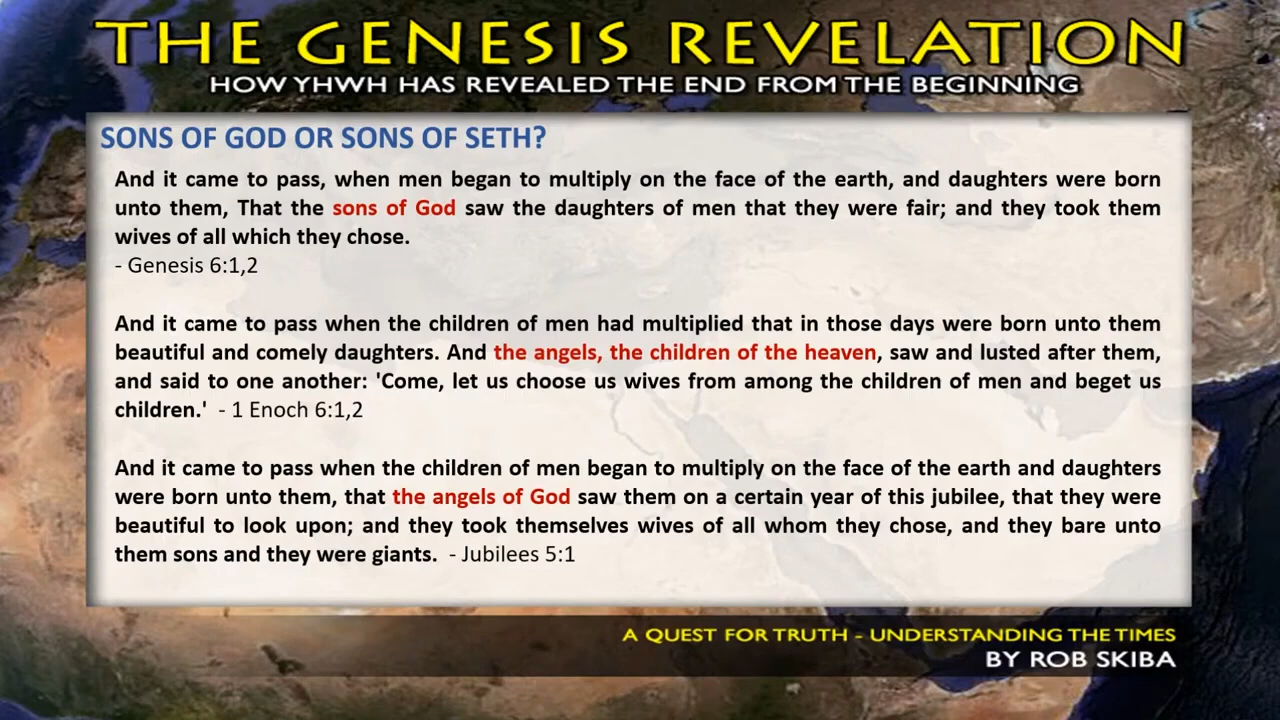 THE GENESIS REVELATION
HOW YHWH HAS REVEALED THE END FROM THE BEGINNING
SONS OF GOD OR SONS OF SETH?
And it came to pass, when men began to multiply on the face of the earth, and daughters were born
unto them, That the sons of God saw the daughters of men that they were fair; and they took them
wives of all which they chose.
- Genesis 6:1,2
And it came to pass when the children of men had multiplied that in those days were born unto them
beautiful and comely daughters. And the angels, the children of the heaven, saw and lusted after them,
and said to one another: 'Come, let us choose us wives from among the children of men and beget us
children.' - 1 Enoch 6:1,2
And it came to pass when the children of men began to multiply on the face of the earth and daughters
were born unto them, that the angels of God saw them on a certain year of this jubilee, that they were
beautiful to look upon; and they took themselves wives of all whom they chose, and they bare unto
them sons and they were giants. - Jubilees 5:1
A QUEST FOR TRUTH - UNDERSTANDING THE TIMES
BY ROB SKIBA